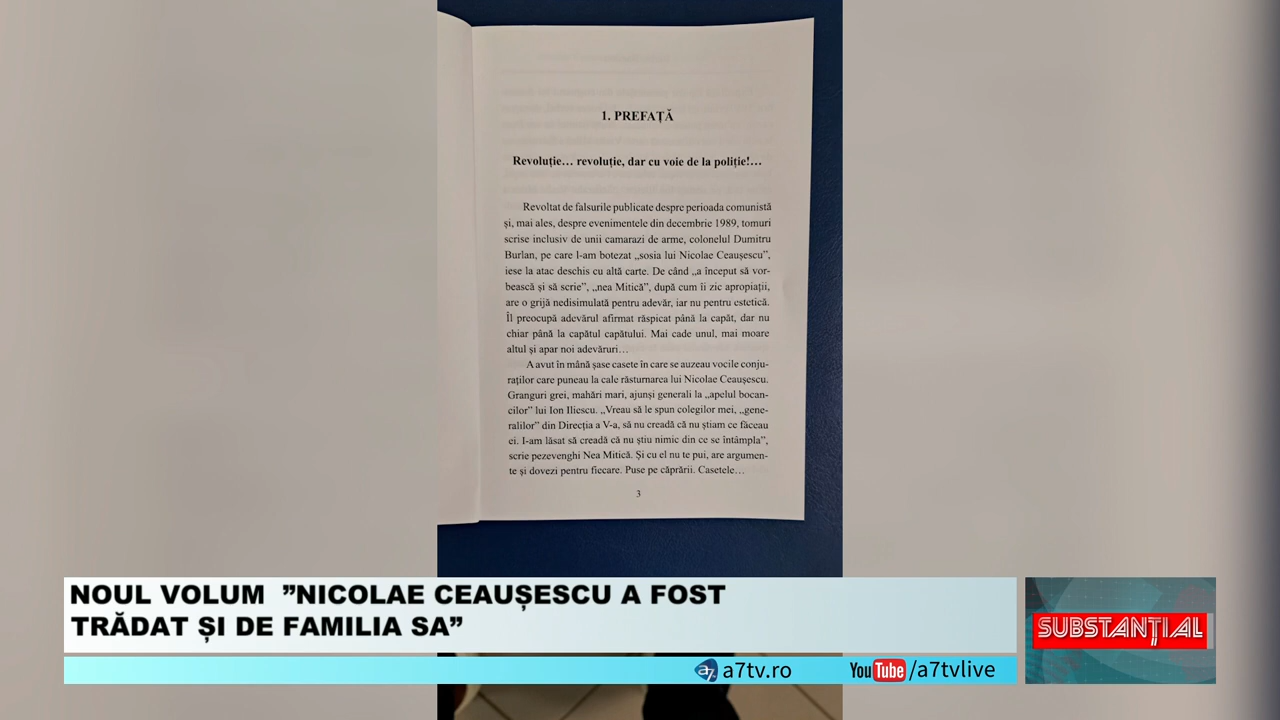 1. PREFAȚĂ
Revoluție… revoluție, dar cu voie de la poliție!…
Revoltat de falsurile publicate despre perioada comunistă
și, mai ales, despre evenimentele din decembrie 1989, tomuri
scrise inclusiv de unii camarazi de arme, colonelul Dumitru
Burlan, pe care l-am botezat „sosia lui Nicolae Ceaușescu”,
iese la atac deschis cu altă carte. De când „a început să vor-
bească și să scrie”, „nea Mitică”, după cum îi zic apropiații,
are o grijă nedisimulată pentru adevăr, iar nu pentru estetică.
Îl preocupă adevărul afirmat răspicat până la capăt, dar nu
chiar până la capătul capătului. Mai cade unul, mai moare
altul și apar noi adevăruri…
A avut în mână șase casete în care se auzeau vocile conju-
raților care puneau la cale răsturnarea lui Nicolae Ceaușescu.
Granguri grei, mahări mari, ajunși generali la „apelul bocan-
cilor” lui Ion Iliescu. „Vreau să le spun colegilor mei, „gene-
ralilor” din Direcția a V-a, să nu creadă că nu știam ce făceau
ei. I-am lăsat să creadă că nu știu nimic din ce se întâmpla”,
scrie pezevenghi Nea Mitică. Și cu el nu te pui, are argumen-
te și dovezi pentru fiecare. Puse pe căprării. Casetele…
3
NOUL VOLUM ”NICOLAE CEAUȘESCU A FOST
TRĂDAT ȘI DE FAMILIA SA”
SUBSTANȚIAL
a7 a7tv.ro YouTube /a7tvlive